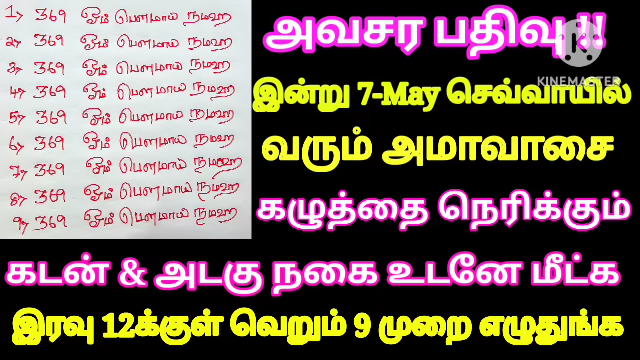 1, 369 ஓம் பௌமாய நமஹ
2, 369 ஓம் பௌமாய நமஹ
3, 369 ஓம் பௌமாய நமஹ
4, 369 ஓம் பௌமாய நமஹ
5, 369 ஓம் பௌமாய நமஹ
6, 369 ஓம் பௌமாய நமஹ
7, 369 ஓம் பௌமாய நமஹ
8, 369 ஓம் பௌமாய நமஹ
9, 369 ஓம் பௌமாய நமஹ
அவசர பதிவு !!
KINEMASTER
இன்று 7-May செவ்வாயில்
வரும் அமாவாசை
கழுத்தை நெரிக்கும்
கடன் & அடகு நகை உடனே மீட்க
இரவு 12க்குள் வெறும் 9 முறை எழுதுங்க